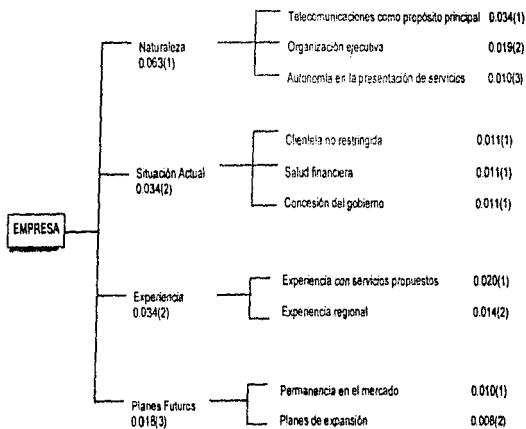 Telecomunicaciones como propósito principal 0.034(1)
Naturaleza
0.063(1)
Organización ejecutiva 0.019(2)
Autonomía en la presentación de servicios 0.010(3)
Clientela no restringida 0.011(1)
Situación Actual
0.034(2)
Salud financiera 0.011(1)
Concesión del gobierno 0.011(1)
EMPRESA
Experiencia con servicios propuestos 0.020(1)
Experiencia
0.034(2)
Experiencia regional 0.014(2)
Permanencia en el mercado 0.010(1)
Planes Futuros
0.018(3)
Planes de expansión 0.008(2)